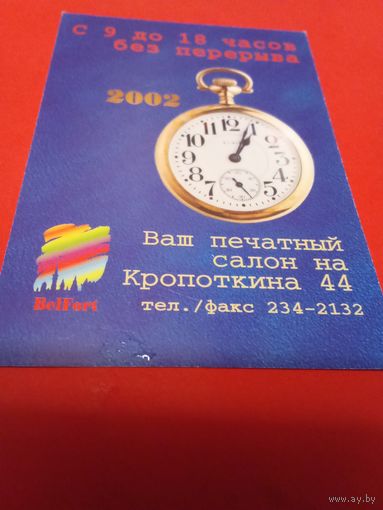 С 9 до 18 часов
без перерыва
2002
Ваш печатный
салон на
Кропоткина 44
тел./факс 234-2132
BelFort
ay.by